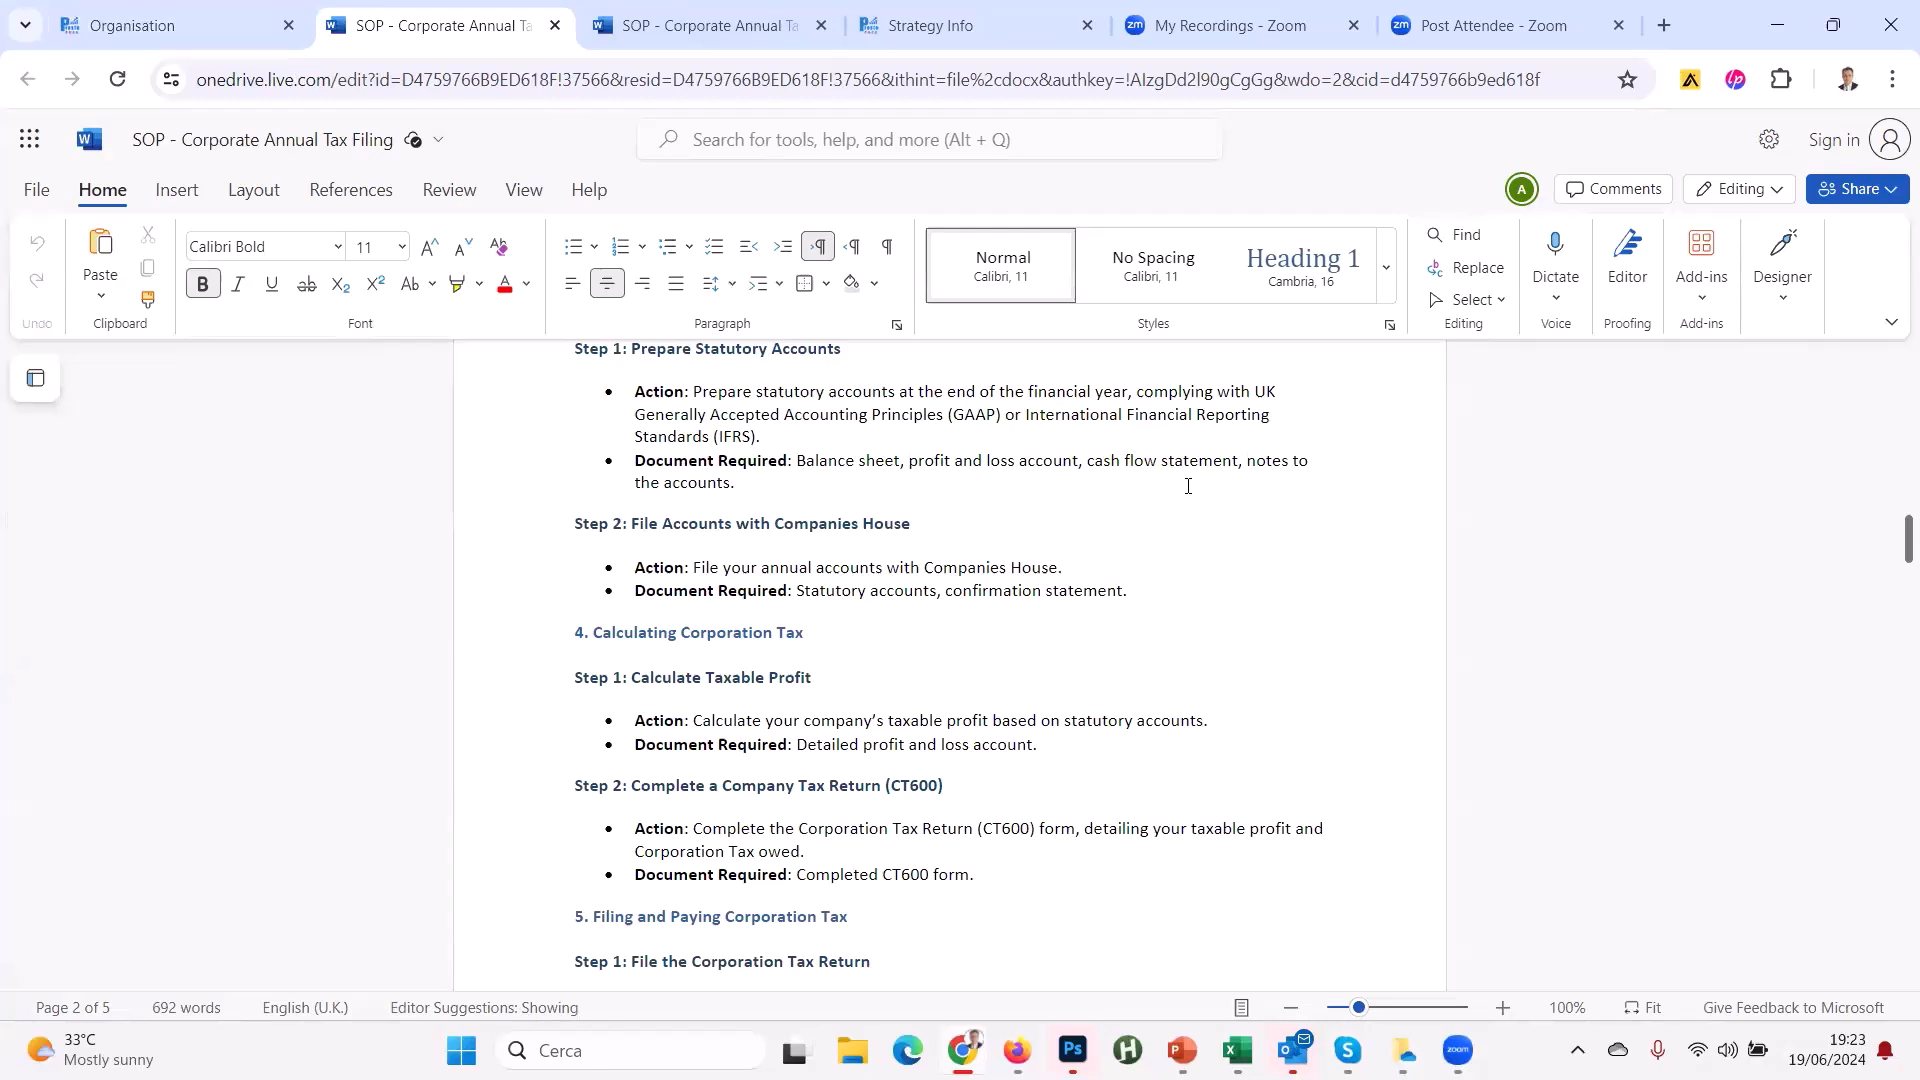 Organisation
SOP - Corporate Annual Ta
SOP - Corporate Annual Ta
Strategy Info
My Recordings - Zoom
Post Attendee - Zoom
onedrive.live.com/edit?id=D4759766B9ED618F!37566&resid=D4759766B9ED618F!37566&ithint=file%2cdocx&authkey=!AIzgDd2l90gCgGg&wdo=2&cid=d4759766b9ed618f
SOP - Corporate Annual Tax Filing
Search for tools, help, and more (Alt + Q)
Sign in
File Home Insert Layout References Review View Help
A Comments Editing Share
Paste
Calibri Bold 11
Normal
Calibri, 11
No Spacing
Calibri, 11
Heading 1
Cambria, 16
Find
Replace
Select
Dictate
Editor
Add-ins
Designer
Undo Clipboard Font Paragraph Styles Editing Voice Proofing Add-ins
Step 1: Prepare Statutory Accounts
• Action: Prepare statutory accounts at the end of the financial year, complying with UK
Generally Accepted Accounting Principles (GAAP) or International Financial Reporting
Standards (IFRS).
• Document Required: Balance sheet, profit and loss account, cash flow statement, notes to
the accounts.
Step 2: File Accounts with Companies House
• Action: File your annual accounts with Companies House.
• Document Required: Statutory accounts, confirmation statement.
4. Calculating Corporation Tax
Step 1: Calculate Taxable Profit
• Action: Calculate your company’s taxable profit based on statutory accounts.
• Document Required: Detailed profit and loss account.
Step 2: Complete a Company Tax Return (CT600)
• Action: Complete the Corporation Tax Return (CT600) form, detailing your taxable profit and
Corporation Tax owed.
• Document Required: Completed CT600 form.
5. Filing and Paying Corporation Tax
Step 1: File the Corporation Tax Return
Page 2 of 5 692 words English (U.K.) Editor Suggestions: Showing 100% Fit Give Feedback to Microsoft
33°C
Mostly sunny
Cerca
19:23
19/06/2024